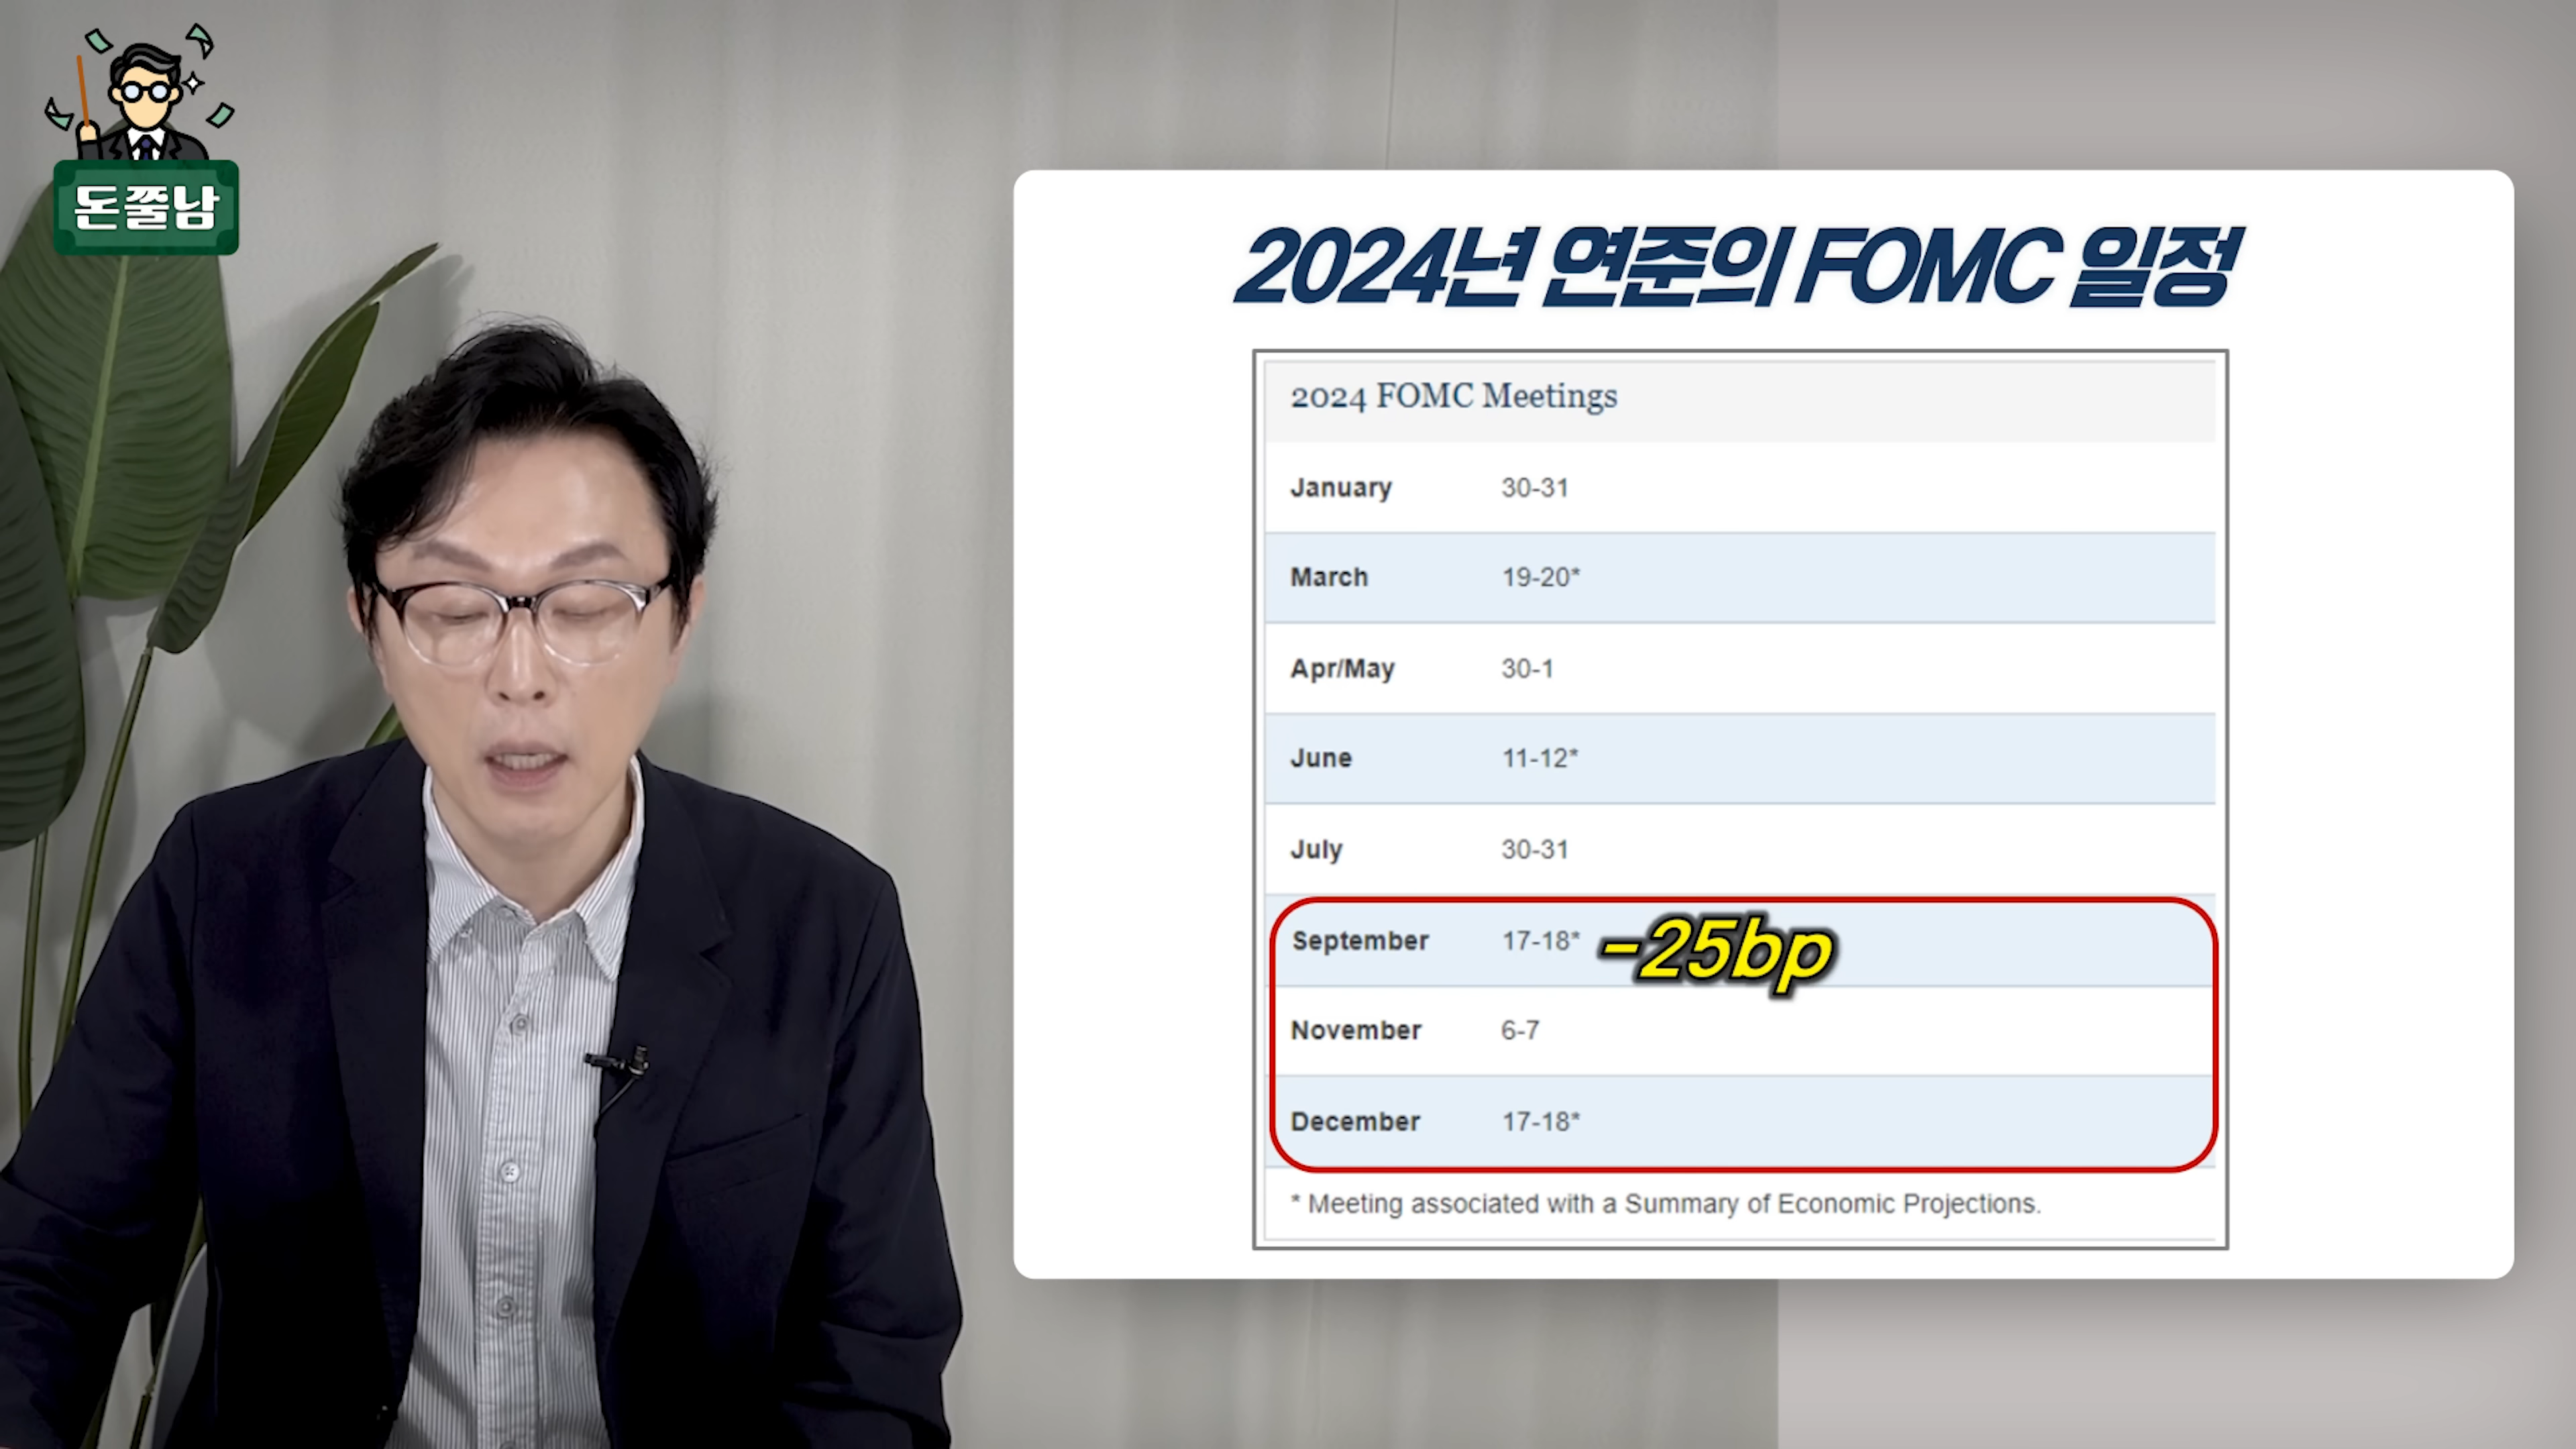 돈쭐남
2024년 연준의 FOMC 일정
2024 FOMC Meetings
January 30-31
March 19-20*
Apr/May 30-1
June 11-12*
July 30-31
September 17-18* -25bp
November 6-7
December 17-18*
* Meeting associated with a Summary of Economic Projections.